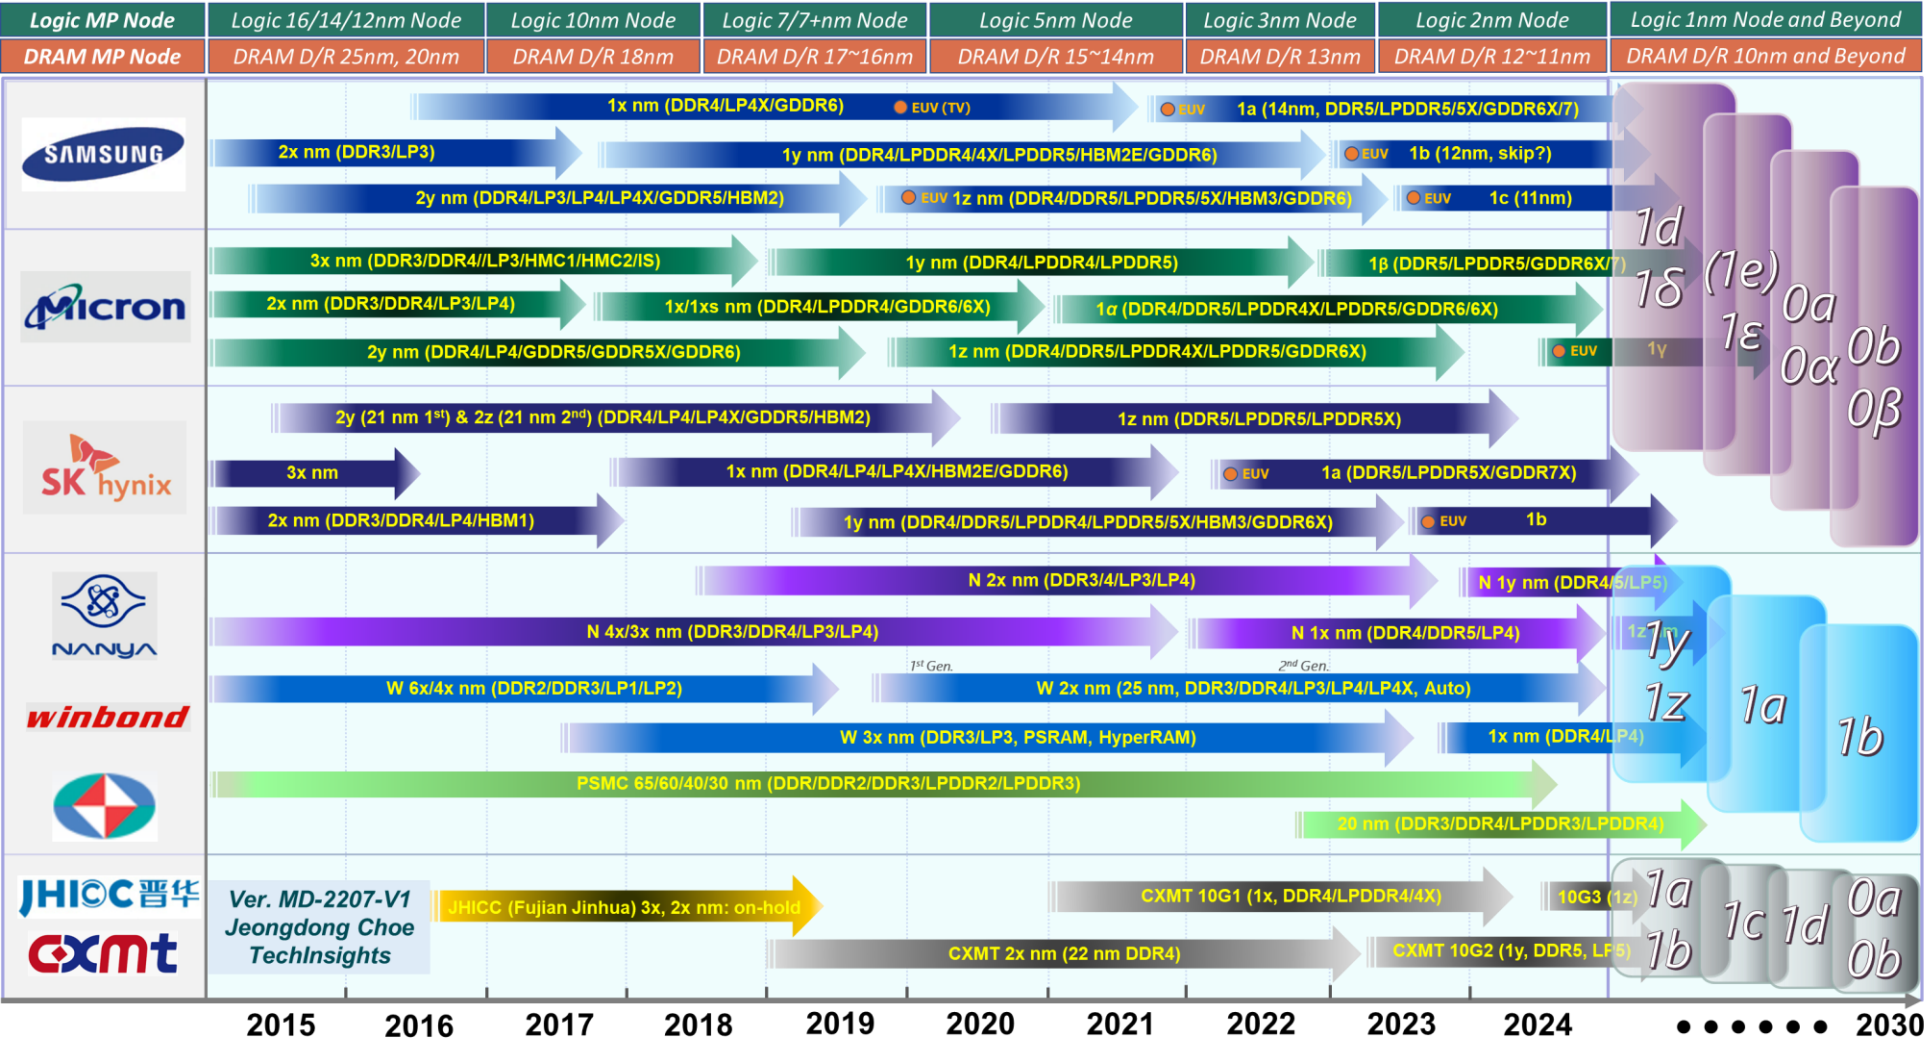 Logic MP Node
Logic 16/14/12nm Node
Logic 10nm Node
Logic 7/7+nm Node
Logic 5nm Node
Logic 3nm Node
Logic 2nm Node
Logic 1nm Node and Beyond
DRAM MP Node
DRAM D/R 25nm, 20nm
DRAM D/R 18nm
DRAM D/R 17~16nm
DRAM D/R 15~14nm
DRAM D/R 13nm
DRAM D/R 12~11nm
DRAM D/R 10nm and Beyond
SAMSUNG
1x nm (DDR4/LP4X/GDDR6)
EUV (TV)
EUV
1a (14nm, DDR5/LPDDR5/5X/GDDR6X/7)
2x nm (DDR3/LP3)
1y nm (DDR4/LPDDR4/4X/LPDDR5/HBM2E/GDDR6)
EUV
1b (12nm, skip?)
2y nm (DDR4/LP3/LP4/LP4X/GDDR5/HBM2)
EUV
1z nm (DDR4/DDR5/LPDDR5/5X/HBM3/GDDR6)
EUV
1c (11nm)
Micron
3x nm (DDR3/DDR4//LP3/HMC1/HMC2/IS)
1y nm (DDR4/LPDDR4/LPDDR5)
1β (DDR5/LPDDR5/GDDR6X/7)
2x nm (DDR3/DDR4/LP3/LP4)
1x/1xs nm (DDR4/LPDDR4/GDDR6/6X)
1α (DDR4/DDR5/LPDDR4X/LPDDR5/GDDR6/6X)
2y nm (DDR4/LP4/GDDR5/GDDR5X/GDDR6)
1z nm (DDR4/DDR5/LPDDR4X/LPDDR5/GDDR6X)
EUV
1γ
SK hynix
2y (21 nm 1st) & 2z (21 nm 2nd) (DDR4/LP4/LP4X/GDDR5/HBM2)
1z nm (DDR5/LPDDR5/LPDDR5X)
3x nm
1x nm (DDR4/LP4/LP4X/HBM2E/GDDR6)
EUV
1a (DDR5/LPDDR5X/GDDR7X)
2x nm (DDR3/DDR4/LP4/HBM1)
1y nm (DDR4/DDR5/LPDDR4/LPDDR5/5X/HBM3/GDDR6X)
EUV
1b
1d
1δ
(1e)
1ε
0a
0α
0b
0β
NANYA
N 2x nm (DDR3/4/LP3/LP4)
N 1y nm (DDR4/5/LP5)
N 4x/3x nm (DDR3/DDR4/LP3/LP4)
N 1x nm (DDR4/DDR5/LP4)
1z nm
1st Gen.
2nd Gen.
winbond
W 6x/4x nm (DDR2/DDR3/LP1/LP2)
W 2x nm (25 nm, DDR3/DDR4/LP3/LP4/LP4X, Auto)
W 3x nm (DDR3/LP3, PSRAM, HyperRAM)
1x nm (DDR4/LP4)
PSMC 65/60/40/30 nm (DDR/DDR2/DDR3/LPDDR2/LPDDR3)
20 nm (DDR3/DDR4/LPDDR3/LPDDR4)
1y
1z
1a
1b
JHICC 晋华
CXMT
Ver. MD-2207-V1
Jeongdong Choe
TechInsights
JHICC (Fujian Jinhua) 3x, 2x nm: on-hold
CXMT 10G1 (1x, DDR4/LPDDR4/4X)
10G3 (1z)
CXMT 2x nm (22 nm DDR4)
CXMT 10G2 (1y, DDR5, LP5)
1a
1b
1c
1d
0a
0b
2015
2016
2017
2018
2019
2020
2021
2022
2023
2024
2030